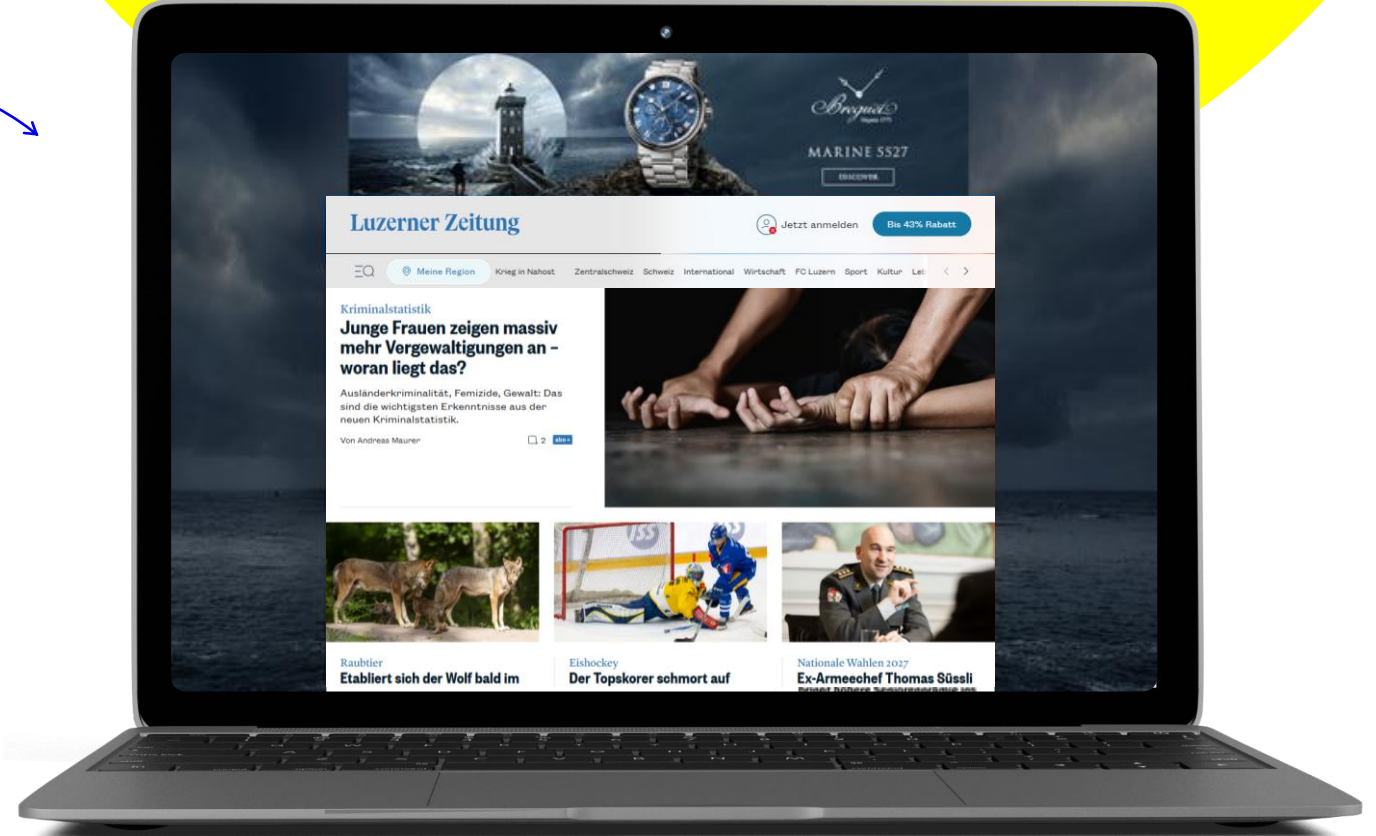 Breguet
Depuis 1775
MARINE 5527
DISCOVER
Luzerner Zeitung
Jetzt anmelden
Bis 43% Rabatt
Meine Region Krieg in Nahost Zentralschweiz Schweiz International Wirtschaft FC Luzern Sport Kultur
Kriminalstatistik
Junge Frauen zeigen massiv
mehr Vergewaltigungen an –
woran liegt das?
Ausländerkriminalität, Femizide, Gewalt: Das
sind die wichtigsten Erkenntnisse aus der
neuen Kriminalstatistik.
Von Andreas Maurer
2 abo+
ISS
Raubtier
Etabliert sich der Wolf bald im
Eishockey
Der Topskorer schmort auf
Nationale Wahlen 2027
Ex-Armeechef Thomas Süssli